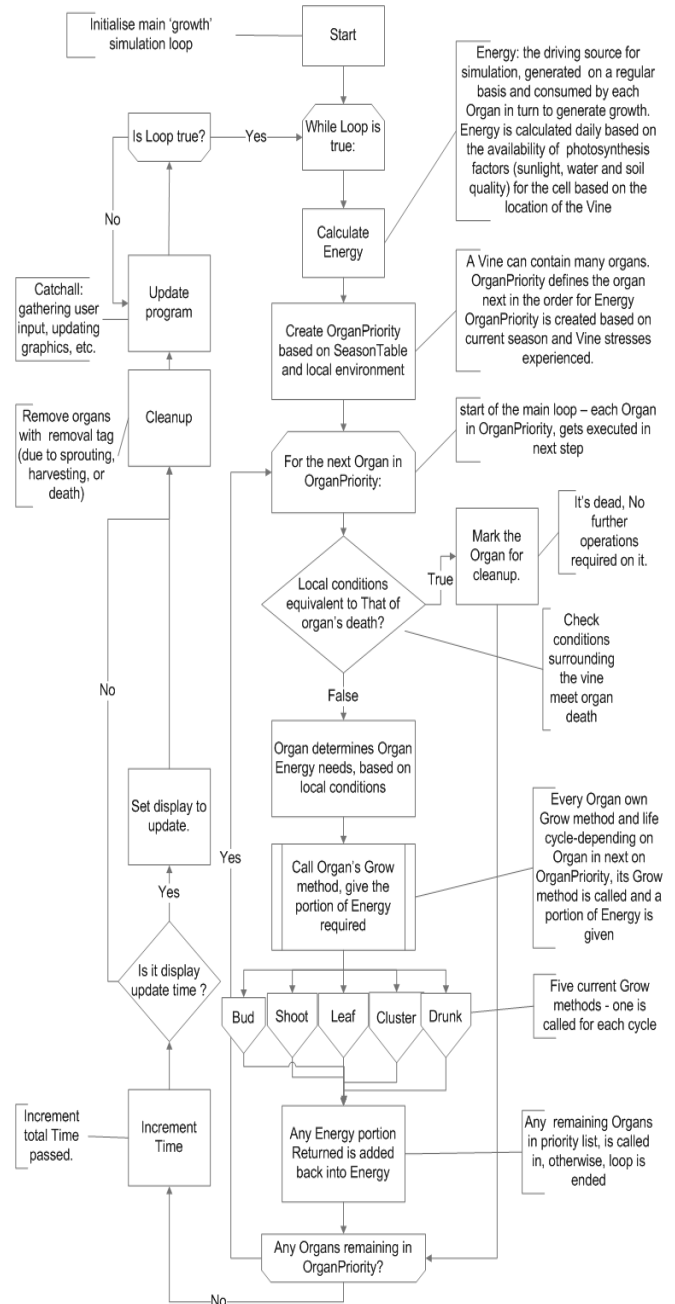 Initialise main ‘growth’
simulation loop
Start
Energy: the driving source for
simulation, generated on a regular
basis and consumed by each
Organ in turn to generate growth.
Energy is calculated daily based on
the availability of photosynthesis
factors (sunlight, water and soil
quality) for the cell based on the
location of the Vine
Is Loop true?
Yes
While Loop is
true:
No
Calculate
Energy
Catchall:
gathering user
input, updating
graphics, etc.
Update
program
A Vine can contain many organs.
OrganPriority defines the organ
next in the order for Energy
OrganPriority is created based on
current season and Vine stresses
experienced.
Create OrganPriority
based on SeasonTable
and local environment
Remove organs
with removal tag
(due to sprouting,
harvesting, or
death)
Cleanup
start of the main loop – each Organ
in OrganPriority, gets executed in
next step
For the next Organ in
OrganPriority:
Mark the
Organ for
cleanup.
It’s dead, No
further
operations
required on it.
True
Local conditions
equivalent to That of
organ’s death?
Check
conditions
surrounding
the vine
meet organ
death
No
False
Organ determines Organ
Energy needs, based on
local conditions
Set display to
update.
Yes
Yes
Call Organ’s Grow
method, give the
portion of Energy
required
Every Organ own
Grow method and life
cycle-depending on
Organ in next on
OrganPriority, its Grow
method is called and a
portion of Energy is
given
Is it display
update time ?
Bud
Shoot
Leaf
Cluster
Drunk
Five current Grow
methods - one is
called for each cycle
Increment
total Time
passed.
Increment
Time
Any Energy portion
Returned is added
back into Energy
Any remaining Organs
in priority list, is called
in, otherwise, loop is
ended
Any Organs remaining in
OrganPriority?
No